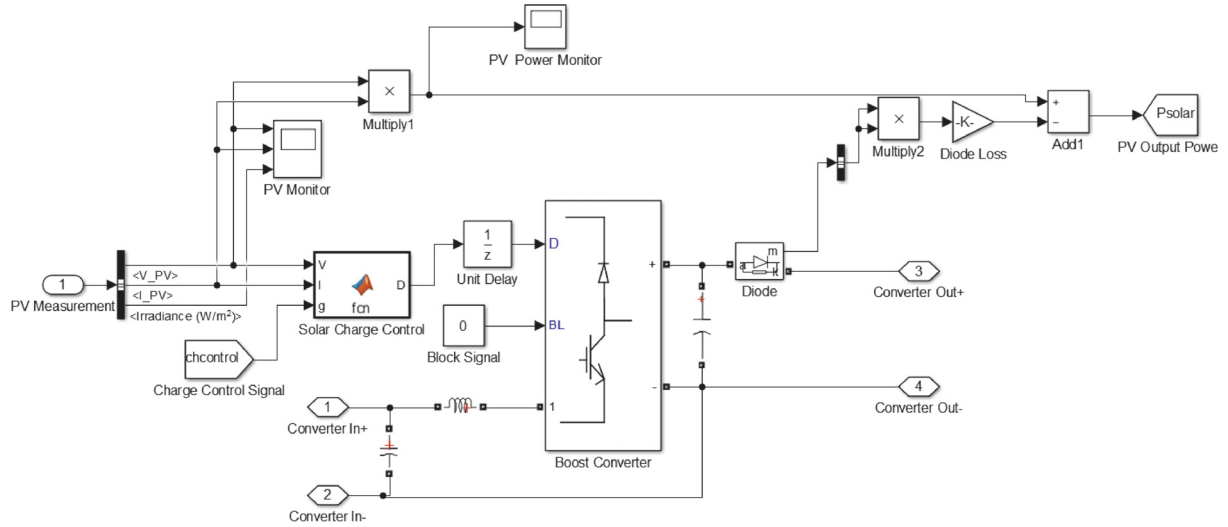 PV Power Monitor
×
Multiply1
PV Monitor
×
Multiply2
-K-
Diode Loss
+
−
Add1
Psolar
PV Output Powe
1
PV Measurement
<V_PV>
<I_PV>
<Irradiance (W/m²)>
V
I
g
D
fcn
Solar Charge Control
1
z
Unit Delay
chcontrol
Charge Control Signal
0
Block Signal
D
BL
1
+
-
Boost Converter
m
a
k
Diode
3
Converter Out+
4
Converter Out-
1
Converter In+
+
+
2
Converter In-